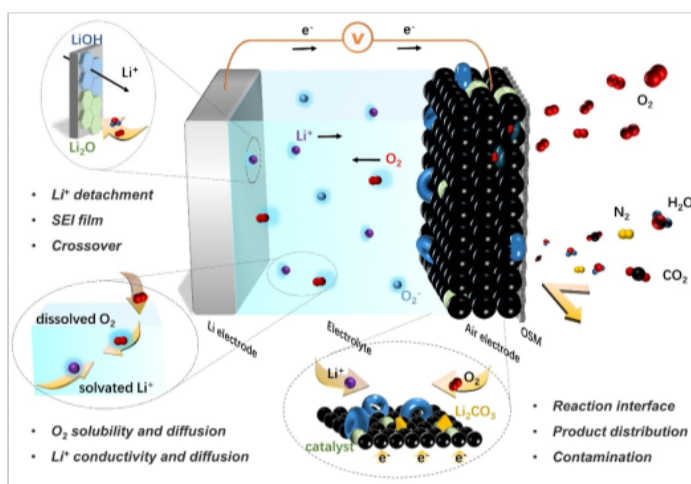 e⁻
V
e⁻
LiOH
Li⁺
Li₂O
• Li⁺ detachment
• SEI film
• Crossover
Li⁺
O₂
O₂⁻
O₂
N₂
H₂O
CO₂
dissolved O₂
solvated Li⁺
Li electrode
Electrolyte
Air electrode
OSM
Li⁺
O₂
Li₂CO₃
catalyst
e⁻
e⁻
e⁻
• O₂ solubility and diffusion
• Li⁺ conductivity and diffusion
• Reaction interface
• Product distribution
• Contamination